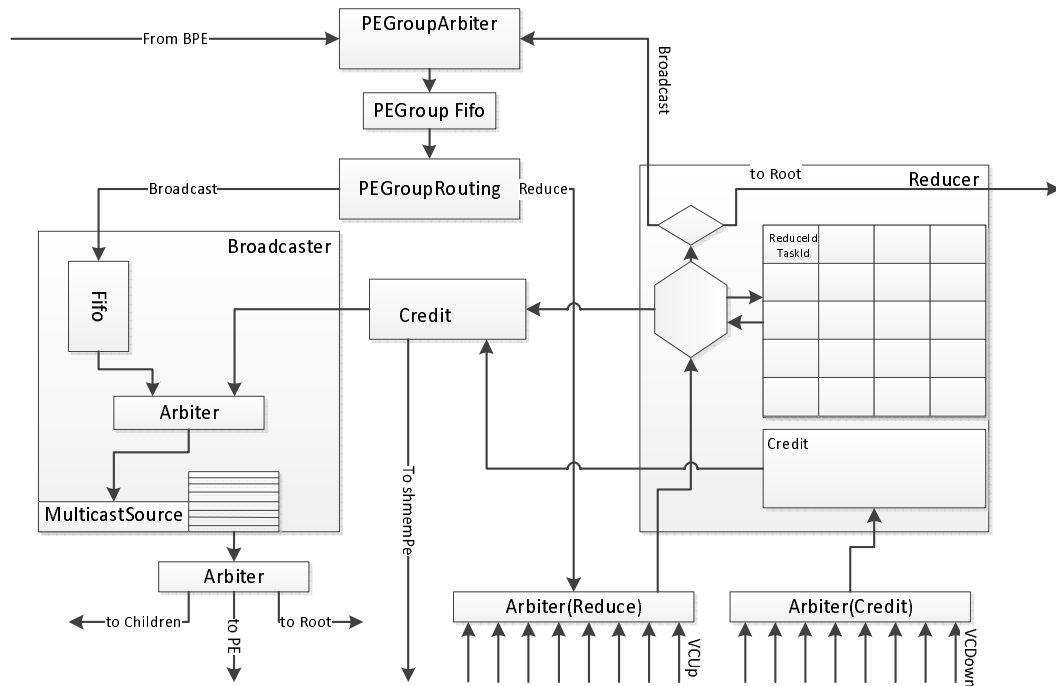 PEGroupArbiter
From BPE
Broadcast
PEGroup Fifo
PEGroupRouting
Broadcast
Reduce
to Root
Reducer
Broadcaster
ReduceId
TaskId
Fifo
Credit
Arbiter
Credit
To shmemPe
MulticastSource
Arbiter
Arbiter(Reduce)
Arbiter(Credit)
to Children
to PE
to Root
VCUp
VCDown